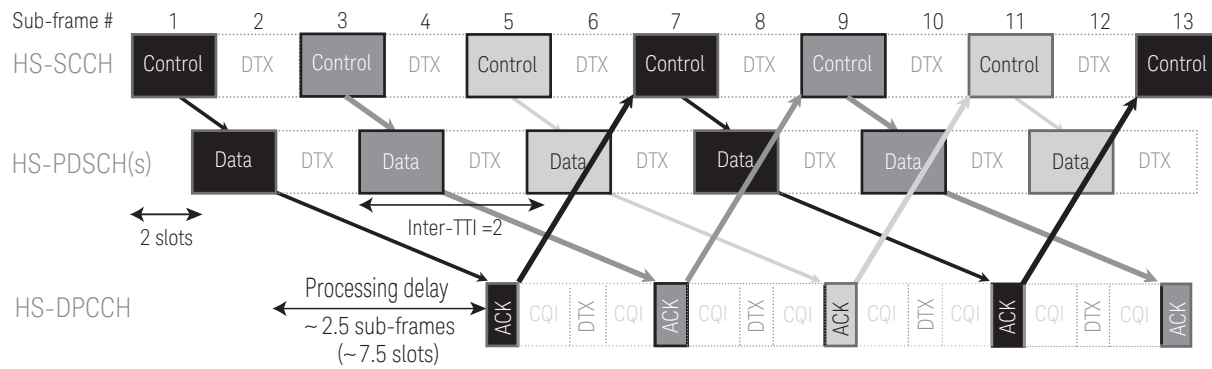 Sub-frame # 1 2 3 4 5 6 7 8 9 10 11 12 13
HS-SCCH Control DTX Control DTX Control DTX Control DTX Control DTX Control DTX Control
HS-PDSCH(s) Data DTX Data DTX Data DTX Data DTX Data DTX Data DTX
2 slots
Inter-TTI =2
HS-DPCCH
Processing delay
~2.5 sub-frames
(~7.5 slots)
ACK CQI DTX CQI ACK CQI DTX CQI ACK CQI DTX CQI ACK CQI DTX CQI ACK